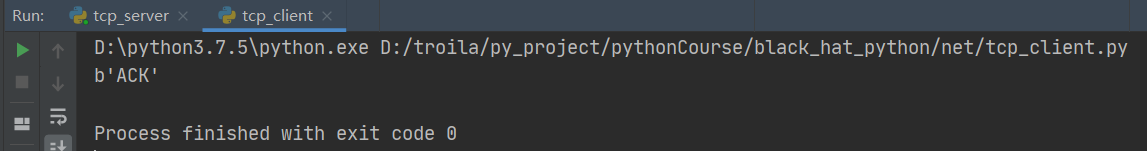 Run: tcp_server tcp_client
D:\python3.7.5\python.exe D:/troila/py_project/pythonCourse/black_hat_python/net/tcp_client.py
b'ACK'
Process finished with exit code 0